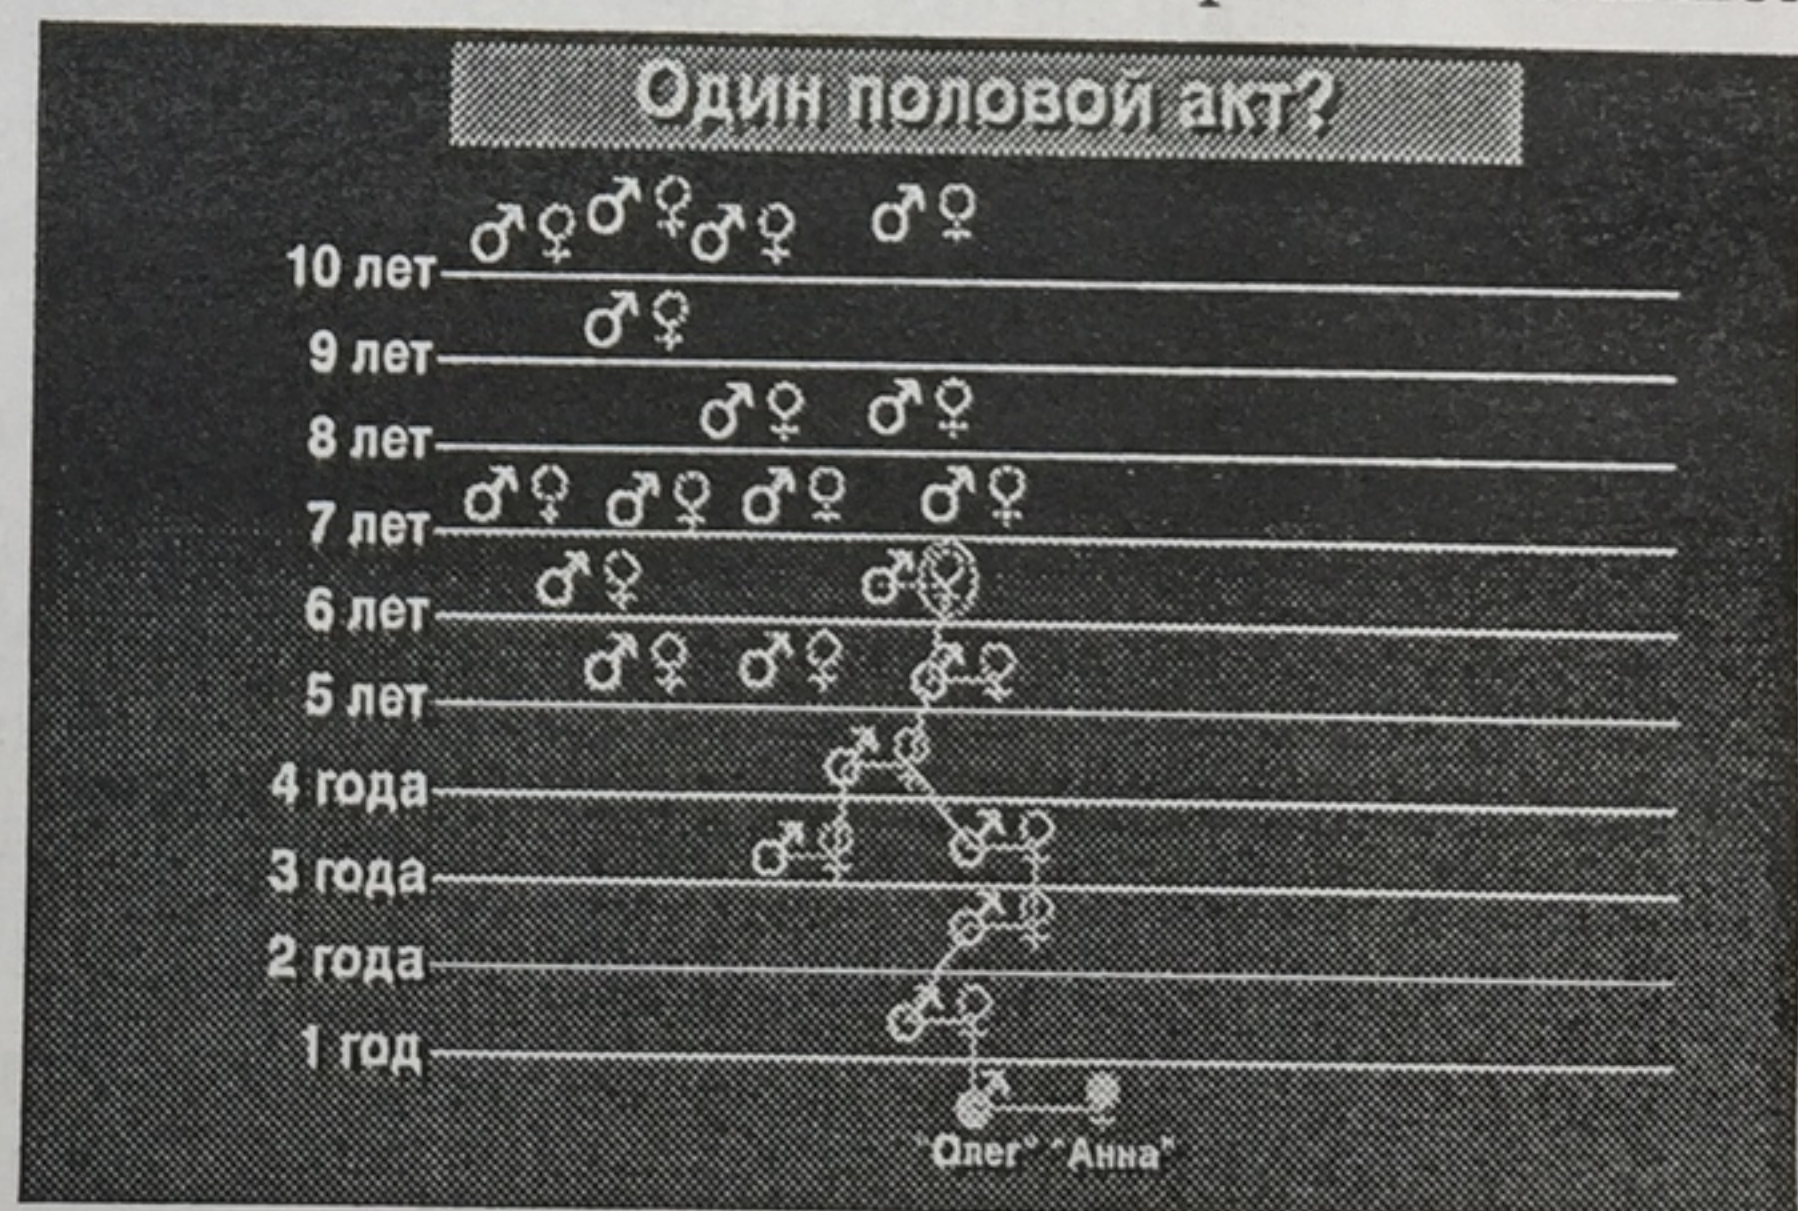 Один половой акт?
10 лет
9 лет
8 лет
7 лет
6 лет
5 лет
4 года
3 года
2 года
1 год
"Олег" "Анна"